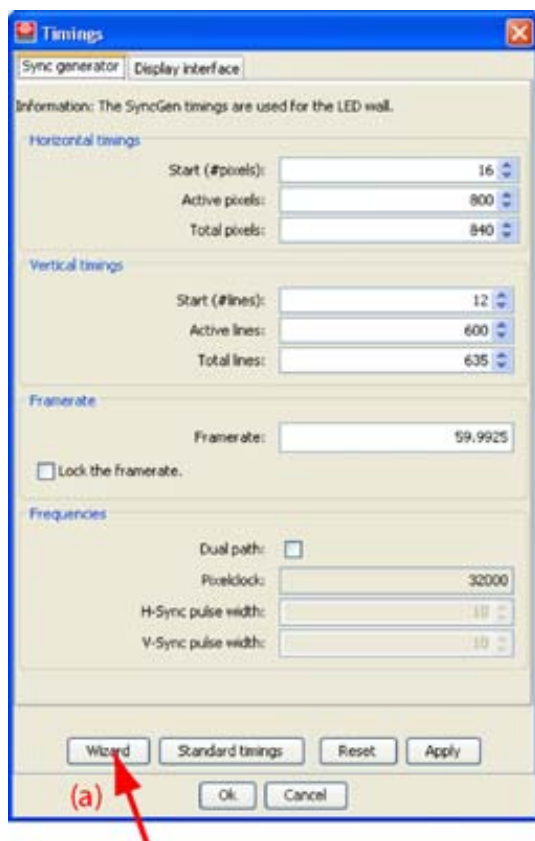 Timings
Sync generator Display interface
Information: The SyncGen timings are used for the LED wall.
Horizontal timings
Start (#pixels): 16
Active pixels: 800
Total pixels: 840
Vertical timings
Start (#lines): 12
Active lines: 600
Total lines: 635
Framerate
Framerate: 59.9925
Lock the framerate.
Frequencies
Dual path:
Pixelclock: 32000
H-Sync pulse width: 10
V-Sync pulse width: 10
Wizard Standard timings Reset Apply
(a)
Ok Cancel